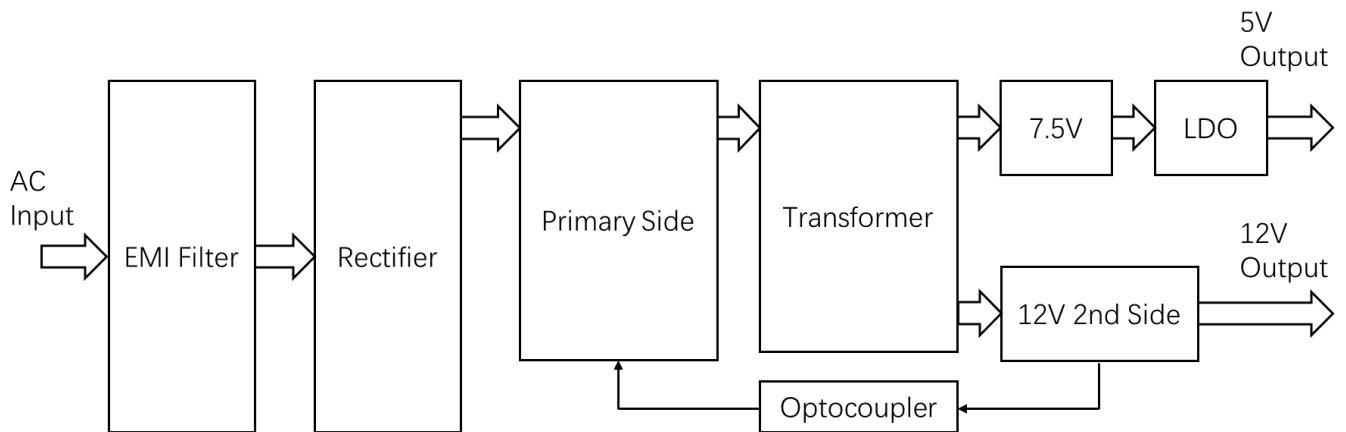 AC
Input
EMI Filter
Rectifier
Primary Side
Transformer
7.5V
LDO
5V
Output
12V 2nd Side
12V
Output
Optocoupler